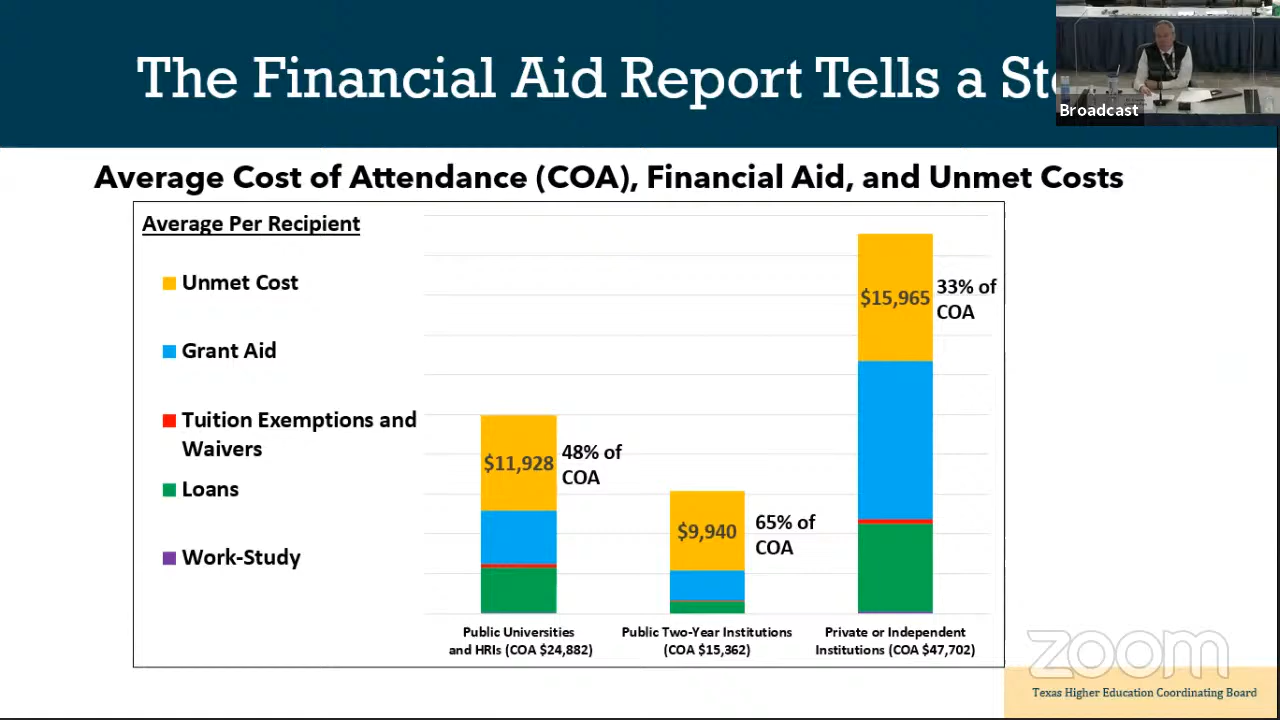 The Financial Aid Report Tells a
Broadcast
Average Cost of Attendance (COA), Financial Aid, and Unmet Costs
Average Per Recipient
Unmet Cost
Grant Aid
Tuition Exemptions and
Waivers
Loans
Work-Study
$11,928
48% of
COA
$9,940
65% of
COA
$15,965
33% of
COA
Public Universities
and HRIs (COA $24,882)
Public Two-Year Institutions
(COA $15,362)
Private or Independent
Institutions (COA $47,702)
zoom
Texas Higher Education Coordinating Board